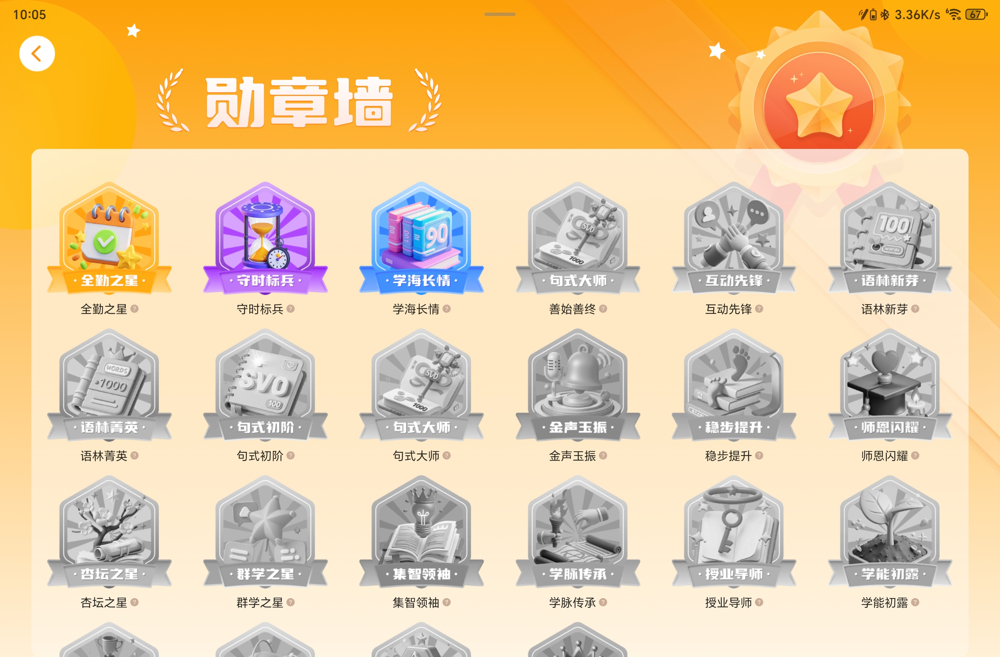 10:05
3.36K/s
6
67
勋章墙
90
SVO
1000
100
words
·全勤之星·
·守时标兵·
·学海长情·
·句式大师·
·互动先锋·
·语林新芽·
全勤之星 ?
守时标兵 ?
学海长情 ?
善始善终 ?
互动先锋 ?
语林新芽 ?
WORDS
·1000
SVO
100
SVO
1000
·语林菁英·
·句式初阶·
·句式大师·
·金声玉振·
·稳步提升·
·师恩闪耀·
语林菁英 ?
句式初阶 ?
句式大师 ?
金声玉振 ?
稳步提升 ?
师恩闪耀 ?
·杏坛之星·
·群学之星·
·集智领袖·
·学脉传承·
·授业导师·
·学能初露·
杏坛之星 ?
群学之星 ?
集智领袖 ?
学脉传承 ?
授业导师 ?
学能初露 ?